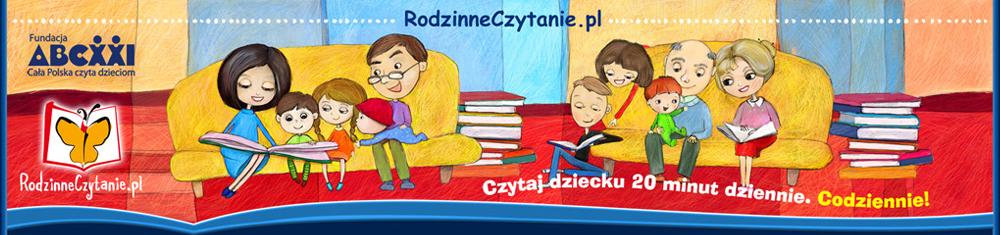 RodzinneCzytanie.pl
Fundacja
ABCXXI
Cała Polska czyta dzieciom
RodzinneCzytanie.pl
Czytaj dziecku 20 minut dziennie. Codziennie!